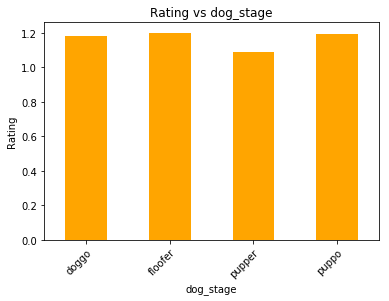 Rating vs dog_stage
1.2
1.0
0.8
0.6
0.4
0.2
0.0
Rating
doggo
floofer
pupper
puppo
dog_stage